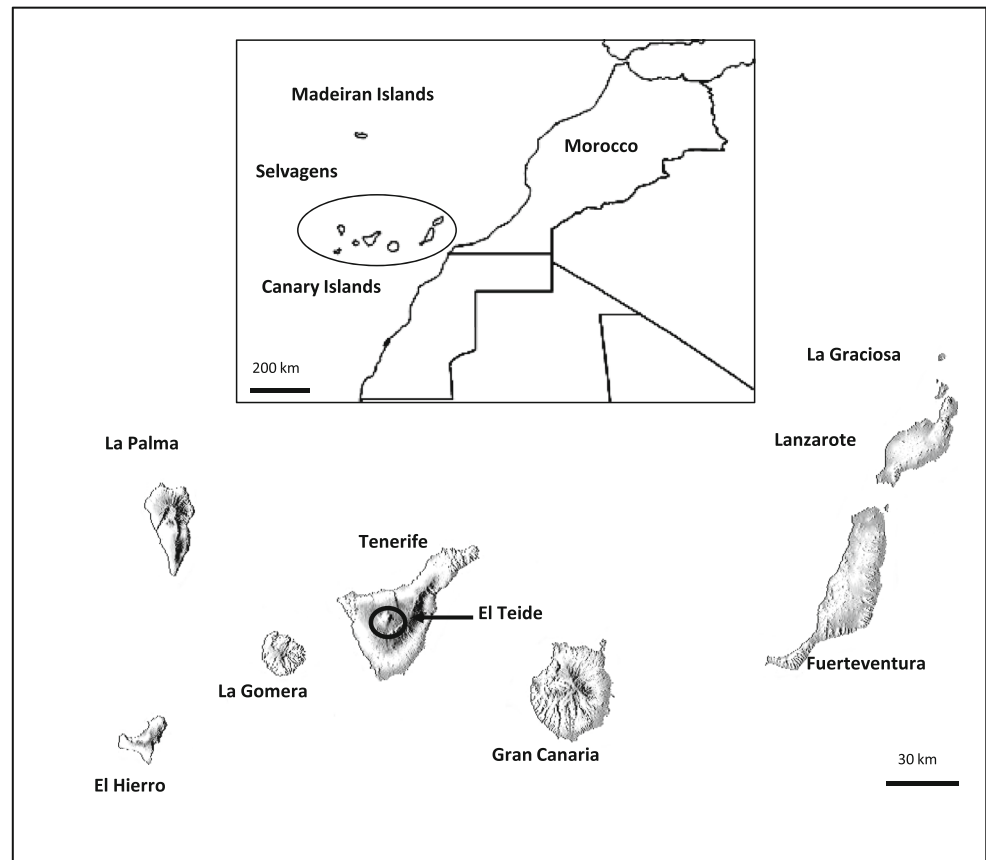 Madeiran Islands
Morocco
Selvagens
Canary Islands
200 km
La Graciosa
La Palma
Lanzarote
Tenerife
El Teide
Fuerteventura
La Gomera
Gran Canaria
30 km
El Hierro